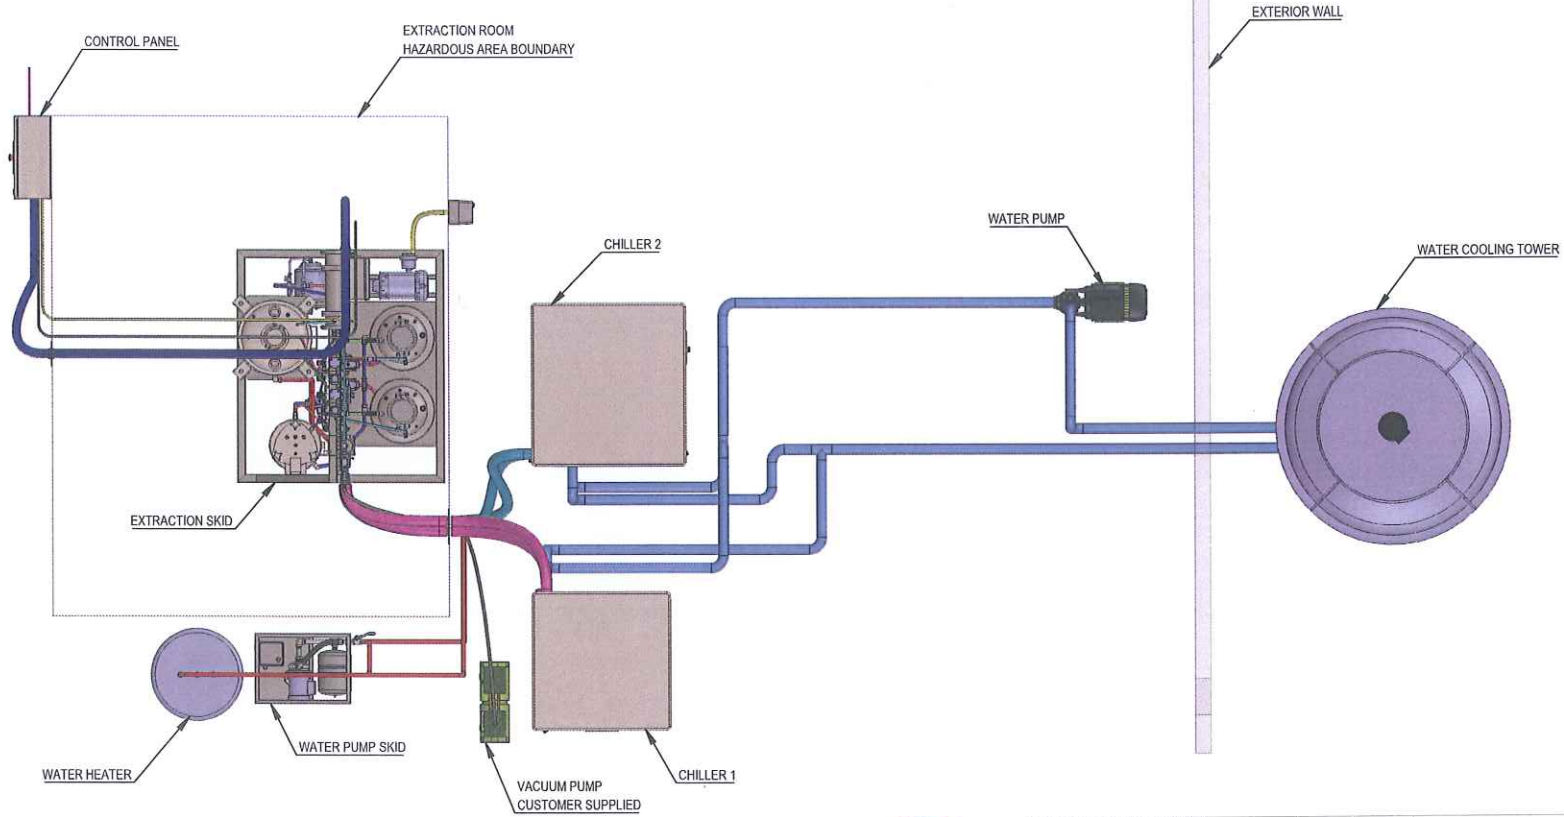 EXTERIOR WALL
EXTRACTION ROOM
HAZARDOUS AREA BOUNDARY
CONTROL PANEL
WATER PUMP
CHILLER 2
WATER COOLING TOWER
EXTRACTION SKID
WATER PUMP SKID
WATER HEATER
CHILLER 1
VACUUM PUMP
CUSTOMER SUPPLIED